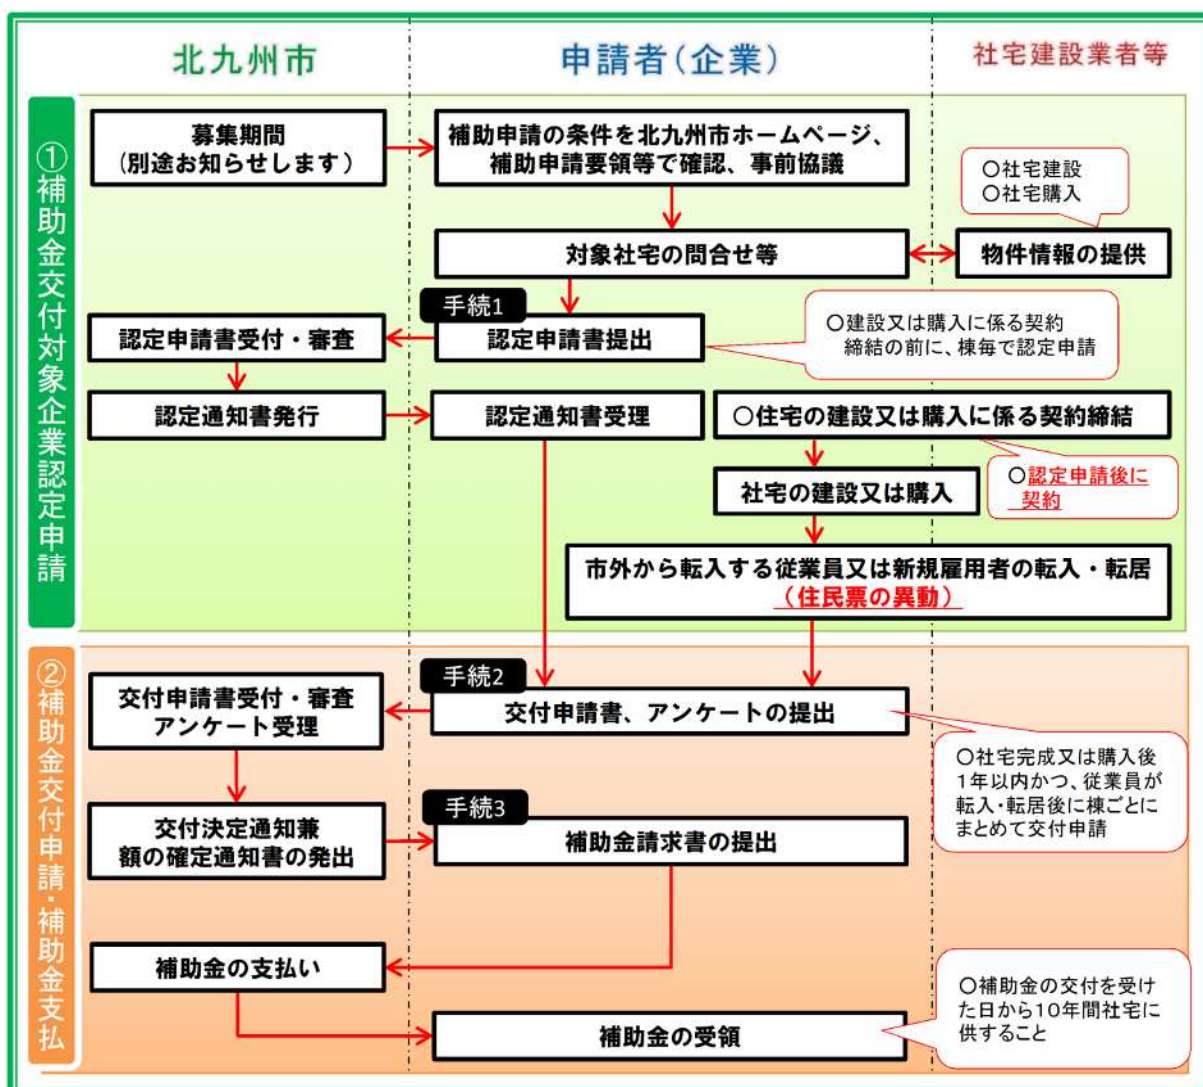 北九州市
申請者(企業)
社宅建設業者等
①補助金交付対象企業認定申請
募集期間
(別途お知らせします)
補助申請の条件を北九州市ホームページ、
補助申請要領等で確認、事前協議
〇社宅建設
〇社宅購入
対象社宅の問合せ等
物件情報の提供
手続1
認定申請書提出
認定申請書受付・審査
〇建設又は購入に係る契約
締結の前に、棟毎で認定申請
認定通知書発行
認定通知書受理
〇住宅の建設又は購入に係る契約締結
〇認定申請後に
契約
社宅の建設又は購入
市外から転入する従業員又は新規雇用者の転入・転居
(住民票の異動)
②補助金交付申請・補助金支払
手続2
交付申請書、アンケートの提出
交付申請書受付・審査
アンケート受理
〇社宅完成又は購入後
1年以内かつ、従業員が
転入・転居後に棟ごとに
まとめて交付申請
手続3
交付決定通知兼
額の確定通知書の発出
補助金請求書の提出
補助金の支払い
〇補助金の交付を受け
た日から10年間社宅に
供すること
補助金の受領